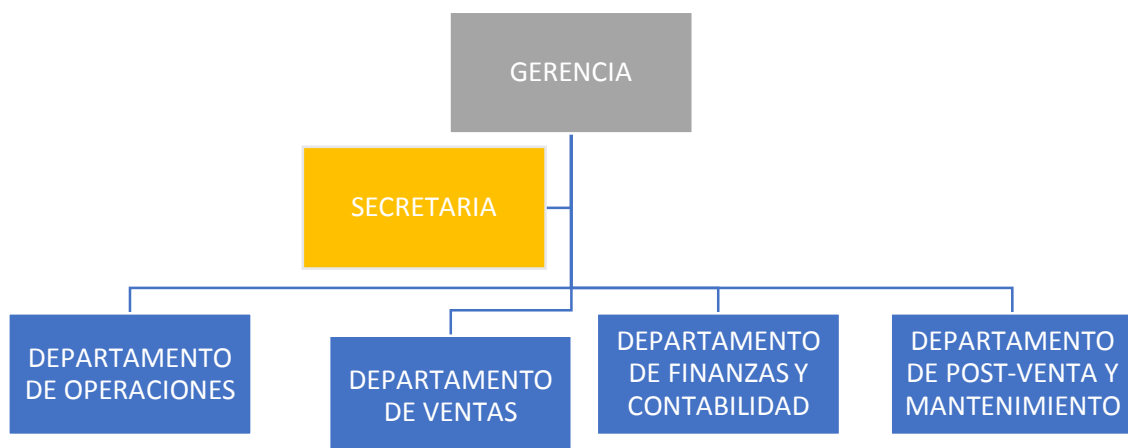 GERENCIA
SECRETARIA
DEPARTAMENTO
DE OPERACIONES
DEPARTAMENTO
DE VENTAS
DEPARTAMENTO
DE FINANZAS Y
CONTABILIDAD
DEPARTAMENTO
DE POST-VENTA Y
MANTENIMIENTO